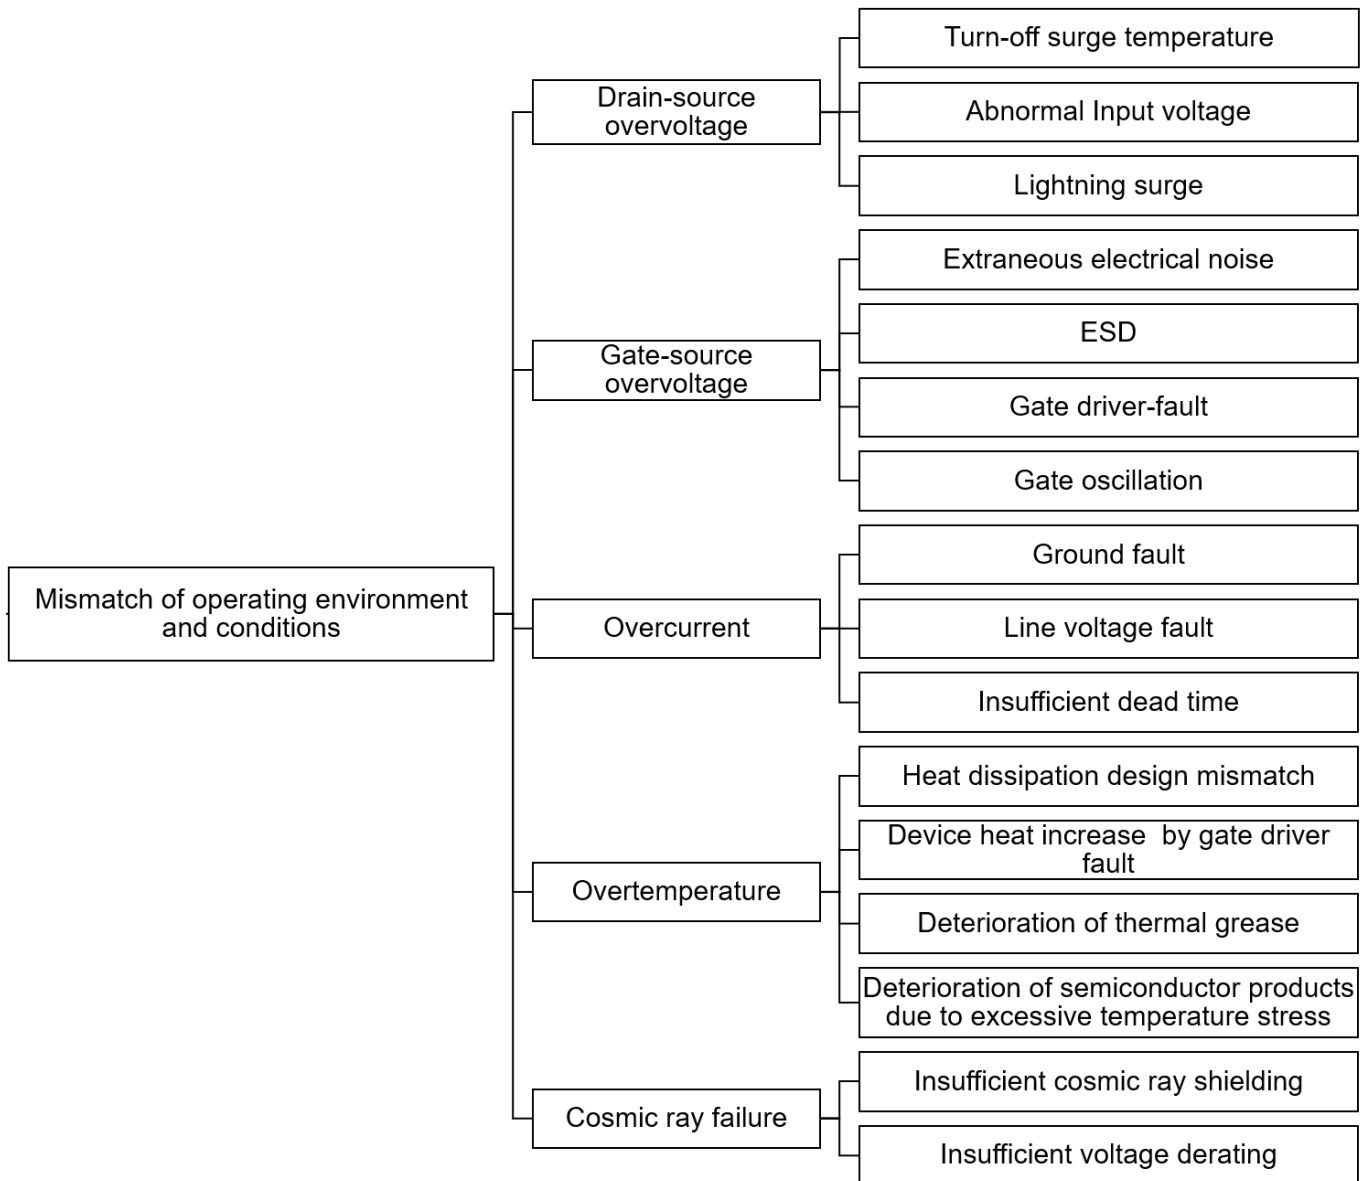 Turn-off surge temperature
Drain-source
overvoltage
Abnormal Input voltage
Lightning surge
Extraneous electrical noise
ESD
Gate-source
overvoltage
Gate driver-fault
Gate oscillation
Ground fault
Mismatch of operating environment
and conditions
Overcurrent
Line voltage fault
Insufficient dead time
Heat dissipation design mismatch
Device heat increase  by gate driver
fault
Overtemperature
Deterioration of thermal grease
Deterioration of semiconductor products
due to excessive temperature stress
Insufficient cosmic ray shielding
Cosmic ray failure
Insufficient voltage derating